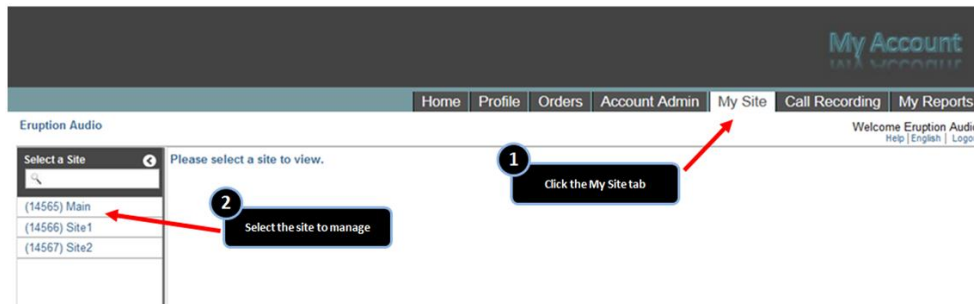 My Account
Home Profile Orders Account Admin My Site Call Recording My Reports
Eruption Audio
Welcome Eruption Audio
Help | English | Logou
Select a Site
Please select a site to view.
1
Click the My Site tab
(14565) Main
2
(14566) Site1
Select the site to manage
(14567) Site2